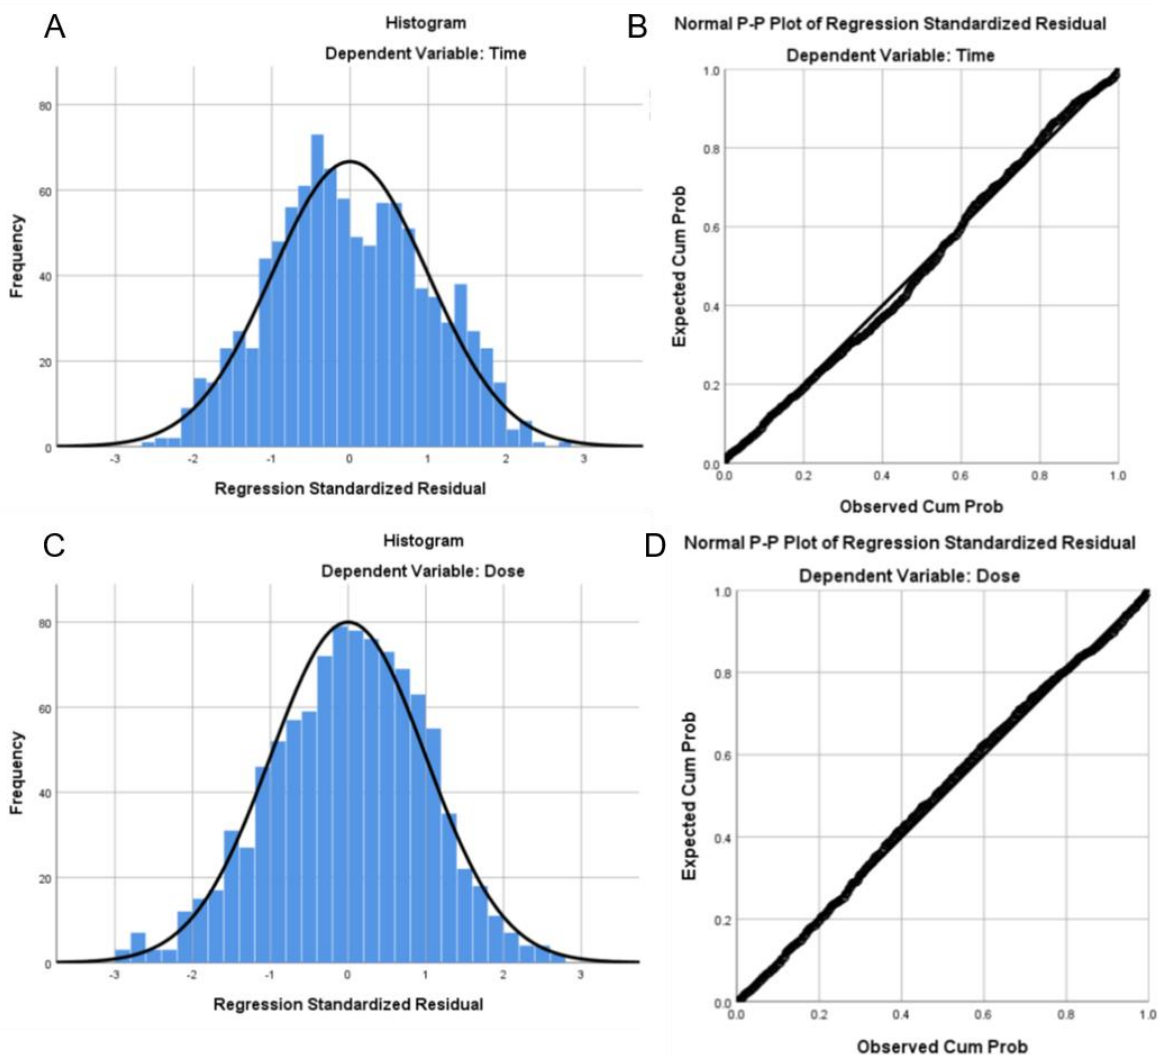 A
Histogram
Dependent Variable: Time
80
60
40
20
0
Frequency
-3 -2 -1 0 1 2 3
Regression Standardized Residual
B
Normal P-P Plot of Regression Standardized Residual
Dependent Variable: Time
1.0
0.8
0.6
0.4
0.2
0.0
Expected Cum Prob
0.0 0.2 0.4 0.6 0.8 1.0
Observed Cum Prob
C
Histogram
Dependent Variable: Dose
80
60
40
20
0
Frequency
-3 -2 -1 0 1 2 3
Regression Standardized Residual
D
Normal P-P Plot of Regression Standardized Residual
Dependent Variable: Dose
1.0
0.8
0.6
0.4
0.2
0.0
Expected Cum Prob
0.0 0.2 0.4 0.6 0.8 1.0
Observed Cum Prob